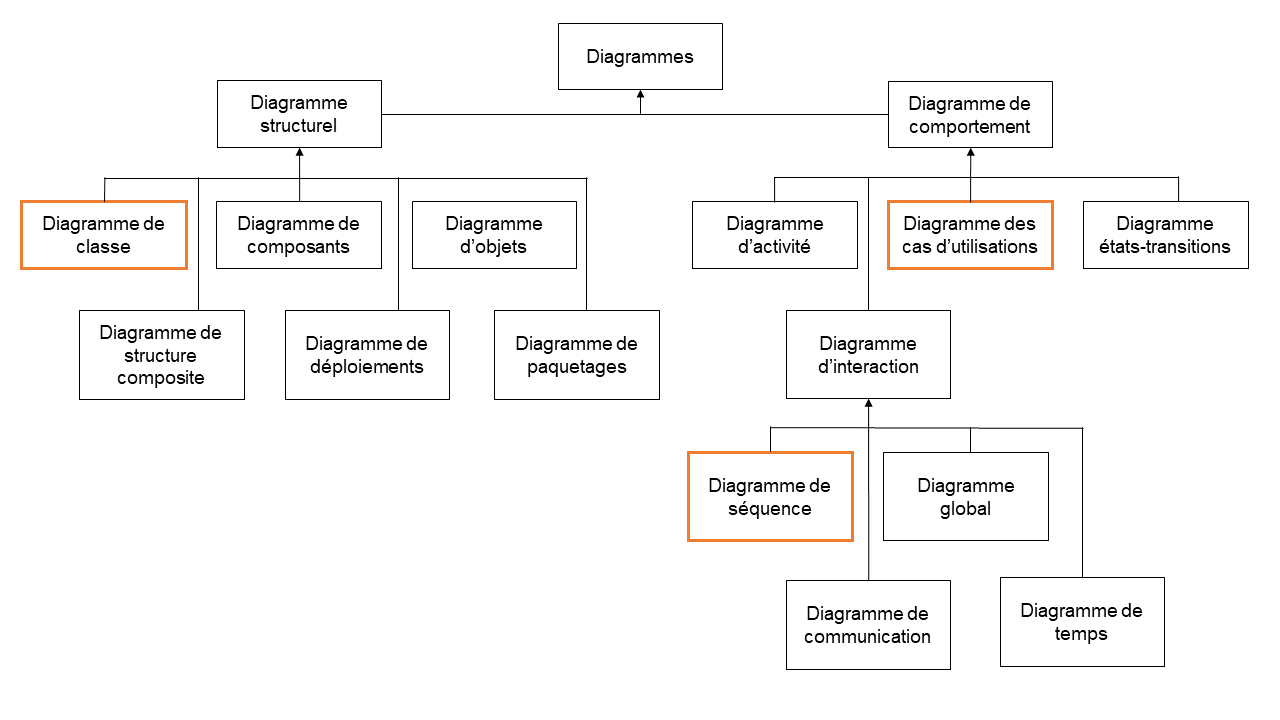 Diagrammes
Diagramme
structurel
Diagramme de
comportement
Diagramme de
classe
Diagramme de
composants
Diagramme
d’objets
Diagramme
d’activité
Diagramme des
cas d’utilisations
Diagramme
états-transitions
Diagramme de
structure
composite
Diagramme de
déploiements
Diagramme de
paquetages
Diagramme
d’interaction
Diagramme de
séquence
Diagramme
global
Diagramme de
communication
Diagramme de
temps